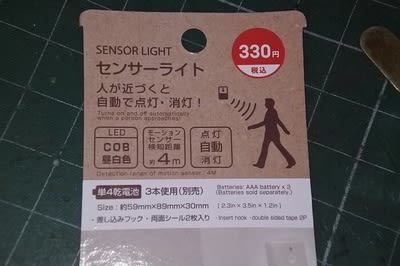 SENSOR LIGHT
センサーライト
330円
税込
人が近づくと
自動で点灯・消灯！
Turns on and off automatically
when a person approaches!
LED
COB
昼白色
モーション
センサー
検知距離
約4m
点灯
自動
消灯
Detection range of motion sensor: 4M
単4乾電池 3本使用(別売)
Batteries: AAA battery x 3
(Batteries sold separately.)
Size:約59mm×89mm×30mm [2.3in × 3.5in × 1.2in]
・差し込みフック・両面シール2枚入り ・Insert hook ・double sided tape 2P